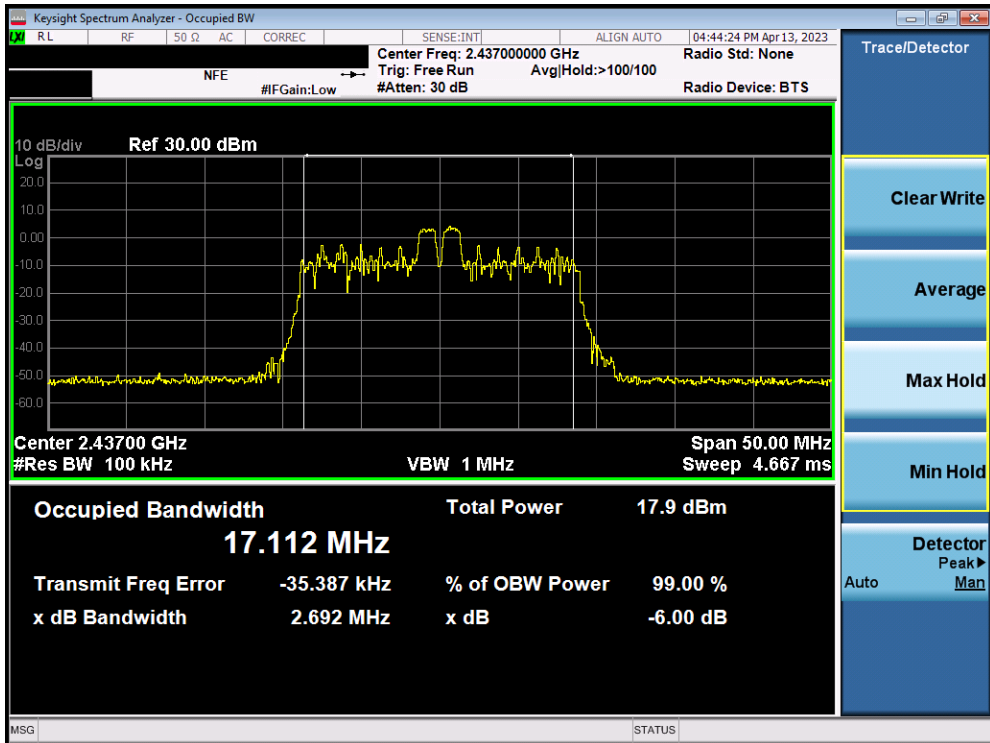 Keysight Spectrum Analyzer - Occupied BW
LXI RL RF 50 Ω AC CORREC SENSE:INT ALIGN AUTO 04:44:24 PM Apr 13, 2023
Center Freq: 2.437000000 GHz Radio Std: None
NFE Trig: Free Run Avg|Hold:>100/100
#IFGain:Low #Atten: 30 dB Radio Device: BTS
10 dB/div Ref 30.00 dBm
Log
20.0
10.0
0.00
-10.0
-20.0
-30.0
-40.0
-50.0
-60.0
Center 2.43700 GHz Span 50.00 MHz
#Res BW 100 kHz VBW 1 MHz Sweep 4.667 ms
Occupied Bandwidth Total Power 17.9 dBm
17.112 MHz
Transmit Freq Error -35.387 kHz % of OBW Power 99.00 %
x dB Bandwidth 2.692 MHz x dB -6.00 dB
MSG STATUS
Trace/Detector
Clear Write
Average
Max Hold
Min Hold
Detector
Peak▶
Auto Man